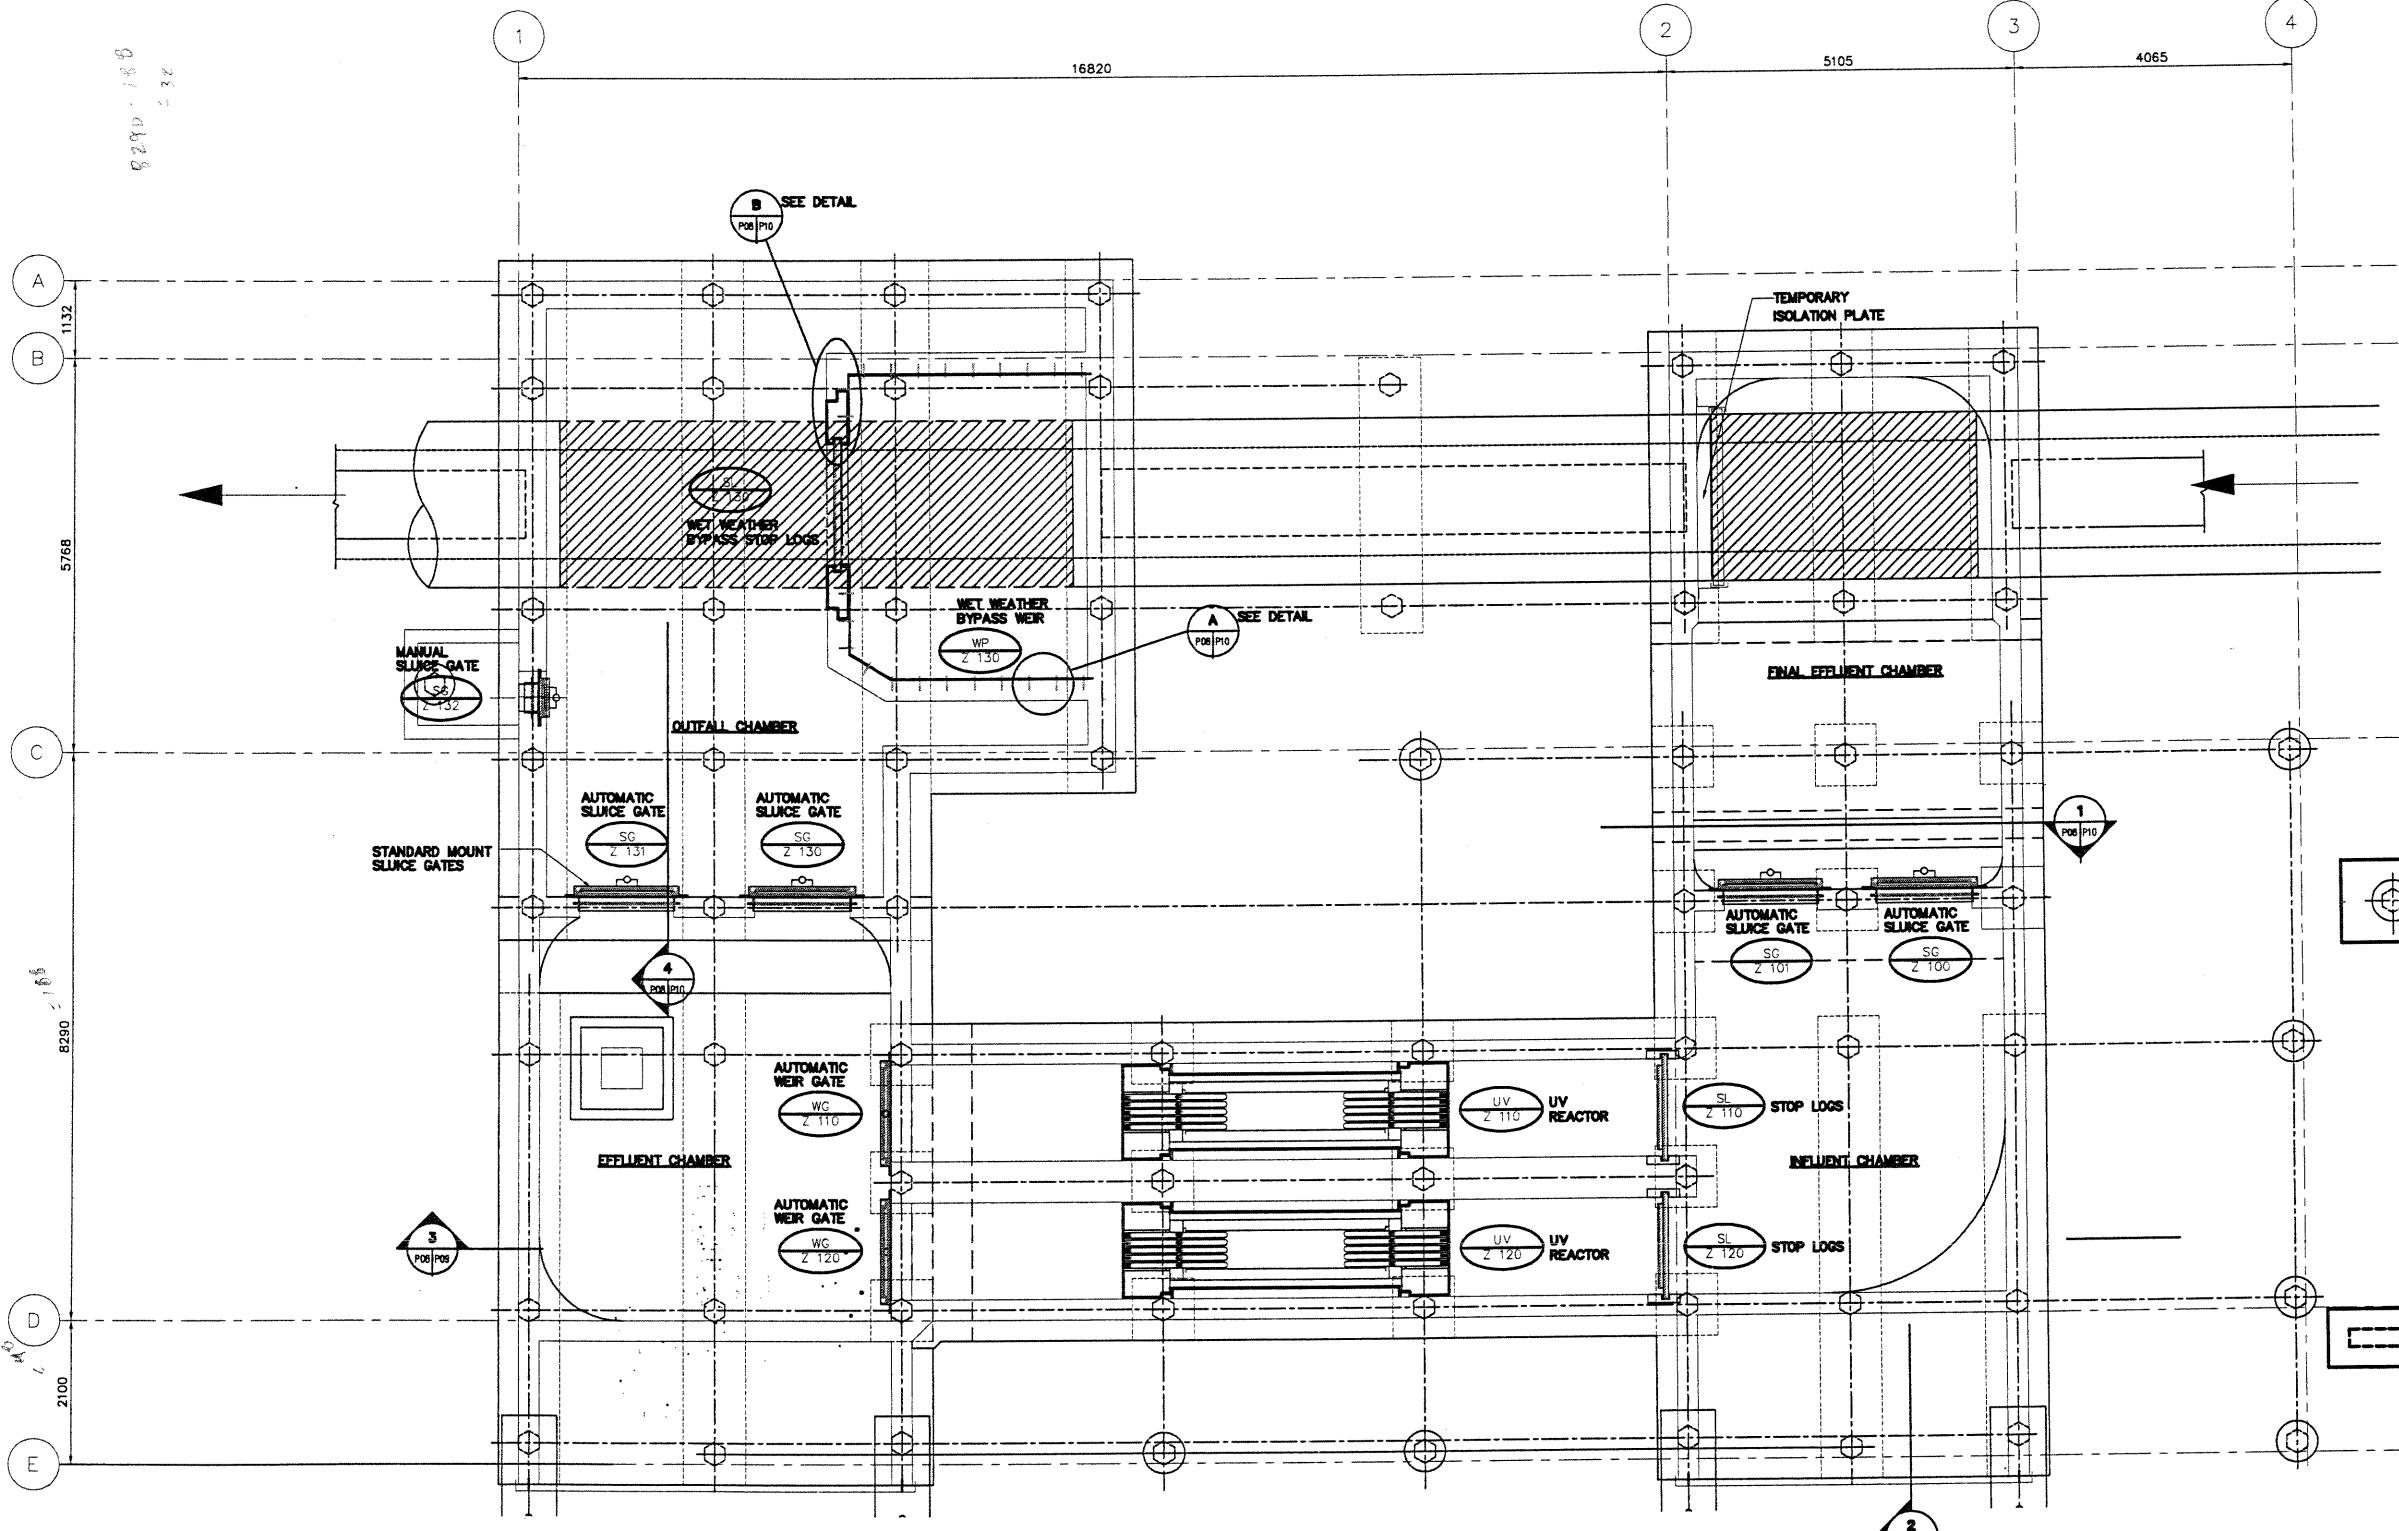 1
2
3
4
16820
5105
4065
B
P08 P10
SEE DETAIL
A
1132
B
TEMPORARY
ISOLATION PLATE
SL
Z 130
WET WEATHER
BYPASS STOP LOGS
5768
WET WEATHER
BYPASS WEIR
WP
Z 130
A
P08 P10
SEE DETAIL
MANUAL
SLUICE GATE
SG
Z 132
FINAL EFFLUENT CHAMBER
OUTFALL CHAMBER
C
AUTOMATIC
SLUICE GATE
SG
Z 131
AUTOMATIC
SLUICE GATE
SG
Z 130
1
P08 P10
STANDARD MOUNT
SLUICE GATES
AUTOMATIC
SLUICE GATE
SG
Z 101
AUTOMATIC
SLUICE GATE
SG
Z 100
4
P08 P10
8290
AUTOMATIC
WEIR GATE
WG
Z 110
UV
Z 110
UV
REACTOR
SL
Z 110
STOP LOGS
EFFLUENT CHAMBER
INFLUENT CHAMBER
AUTOMATIC
WEIR GATE
WG
Z 120
UV
Z 120
UV
REACTOR
SL
Z 120
STOP LOGS
3
P08 P09
D
2100
E
2